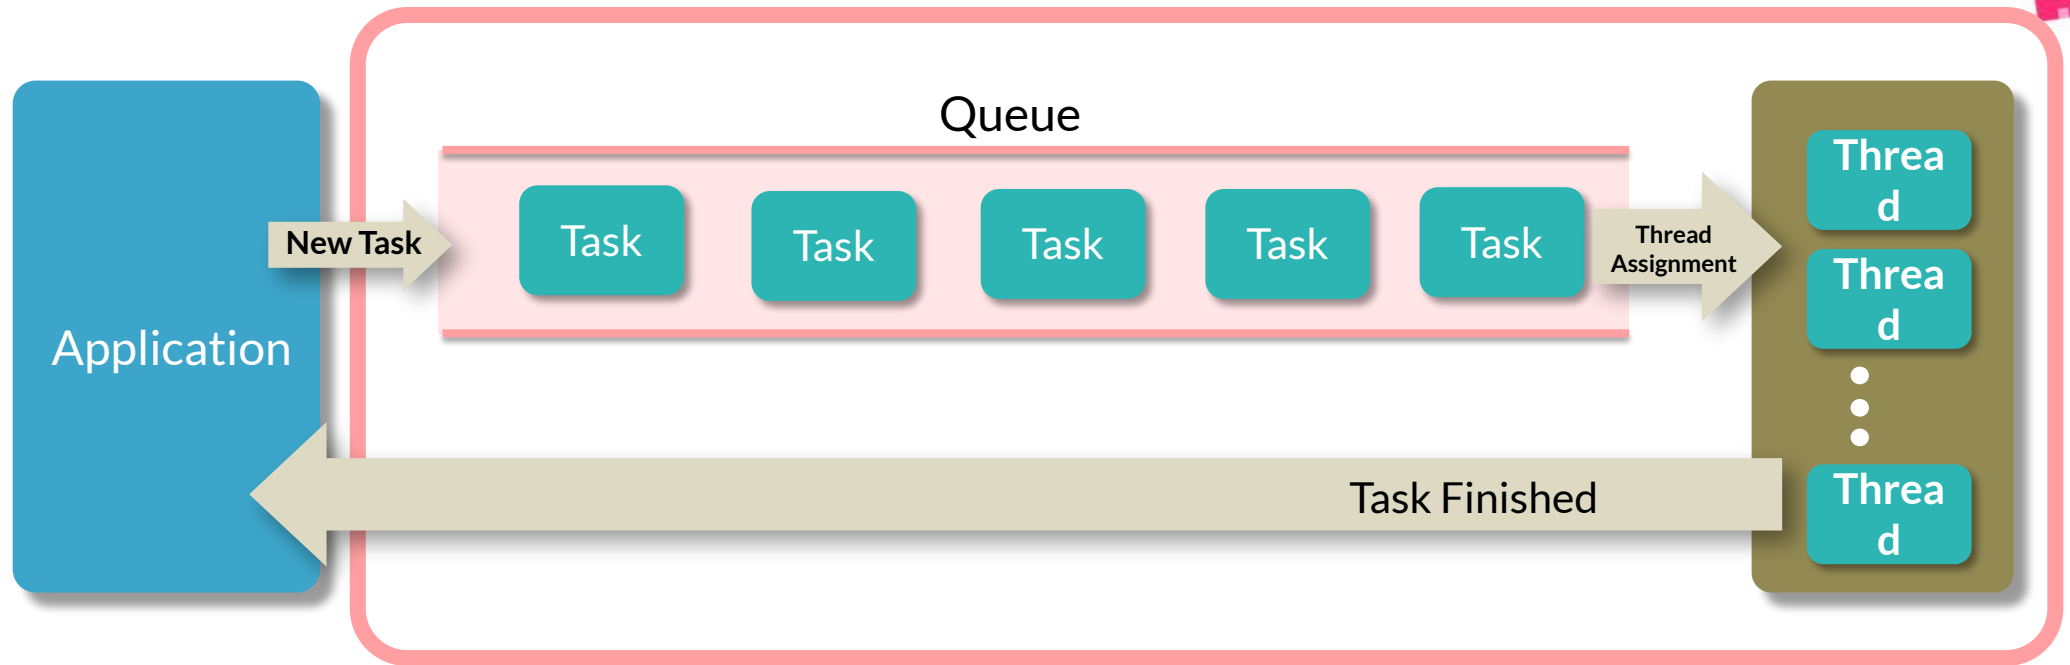 Queue
Application
New Task
Task
Task
Task
Task
Task
Thread
Assignment
Threa
d
Threa
d
Threa
d
Task Finished